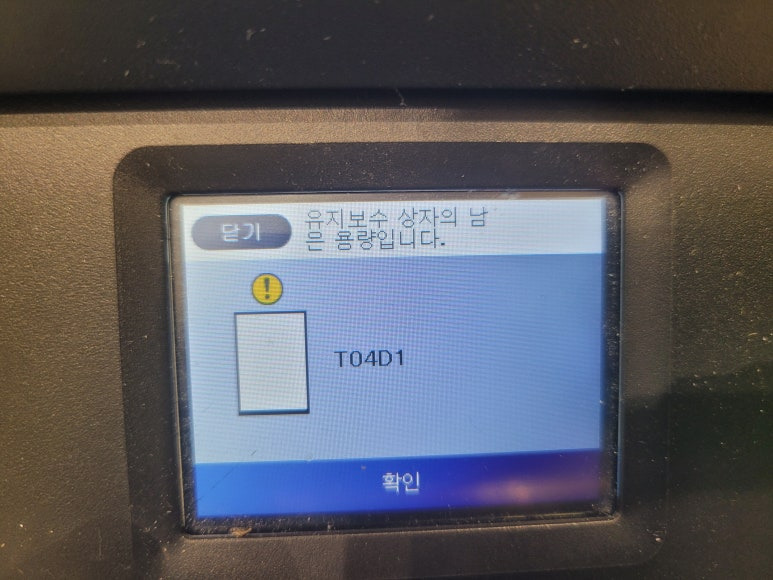 닫기
유지보수 상자의 남
은 용량입니다.
T04D1
확인